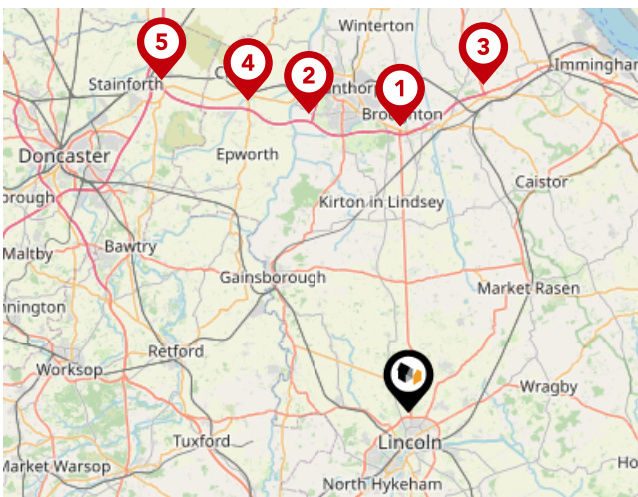 Winterton
5
3
4
2
Immingham
Stainforth
1
Doncaster
Epworth
Caistor
Kirton in Lindsey
Maltby
Bawtry
Gainsborough
Market Rasen
Retford
Worksop
Wragby
Lincoln
Tuxford
Market Warsop
North Hykeham